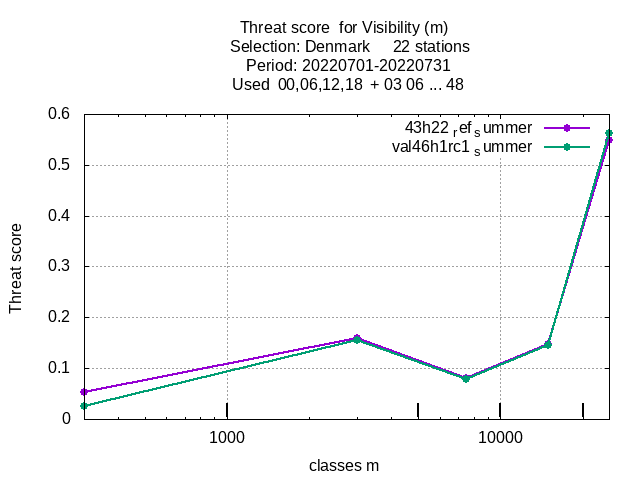 Threat score  for Visibility (m)
Selection: Denmark     22 stations
Period: 20220701-20220731
Used  00,06,12,18  + 03 06 ... 48
43h22 ref summer
val46h1rc1 summer
0.6
0.5
0.4
0.3
0.2
0.1
0
Threat score
1000
10000
classes m